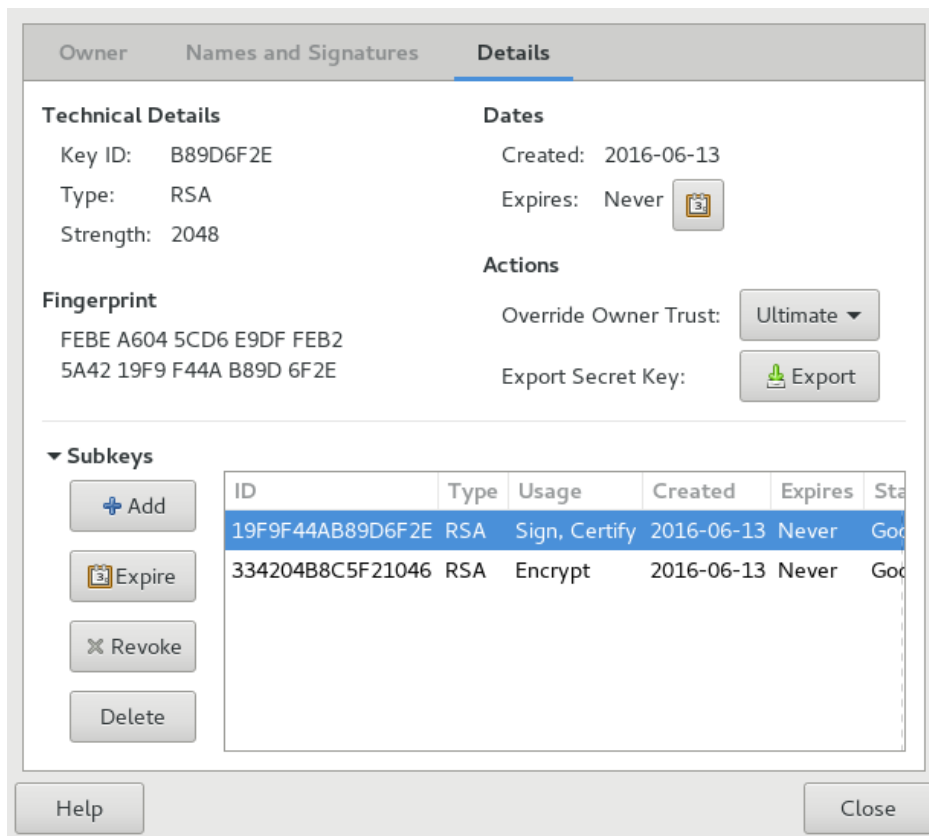 Owner Names and Signatures Details
Technical Details
Key ID: B89D6F2E
Type: RSA
Strength: 2048
Fingerprint
FEBE A604 5CD6 E9DF FEB2
5A42 19F9 F44A B89D 6F2E
Dates
Created: 2016-06-13
Expires: Never
Actions
Override Owner Trust: Ultimate
Export Secret Key: Export
Subkeys
Add
Expire
Revoke
Delete
ID Type Usage Created Expires Sta
19F9F44AB89D6F2E RSA Sign, Certify 2016-06-13 Never Goo
334204B8C5F21046 RSA Encrypt 2016-06-13 Never Goo
Help Close